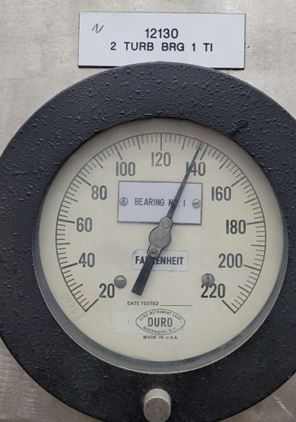 12130
2 TURB BRG 1 TI
120
100
140
80
160
60
180
40
200
20
220
BEARING NO. 1
FAHRENHEIT
DATE TESTED
DURO
MADE IN U.S.A.